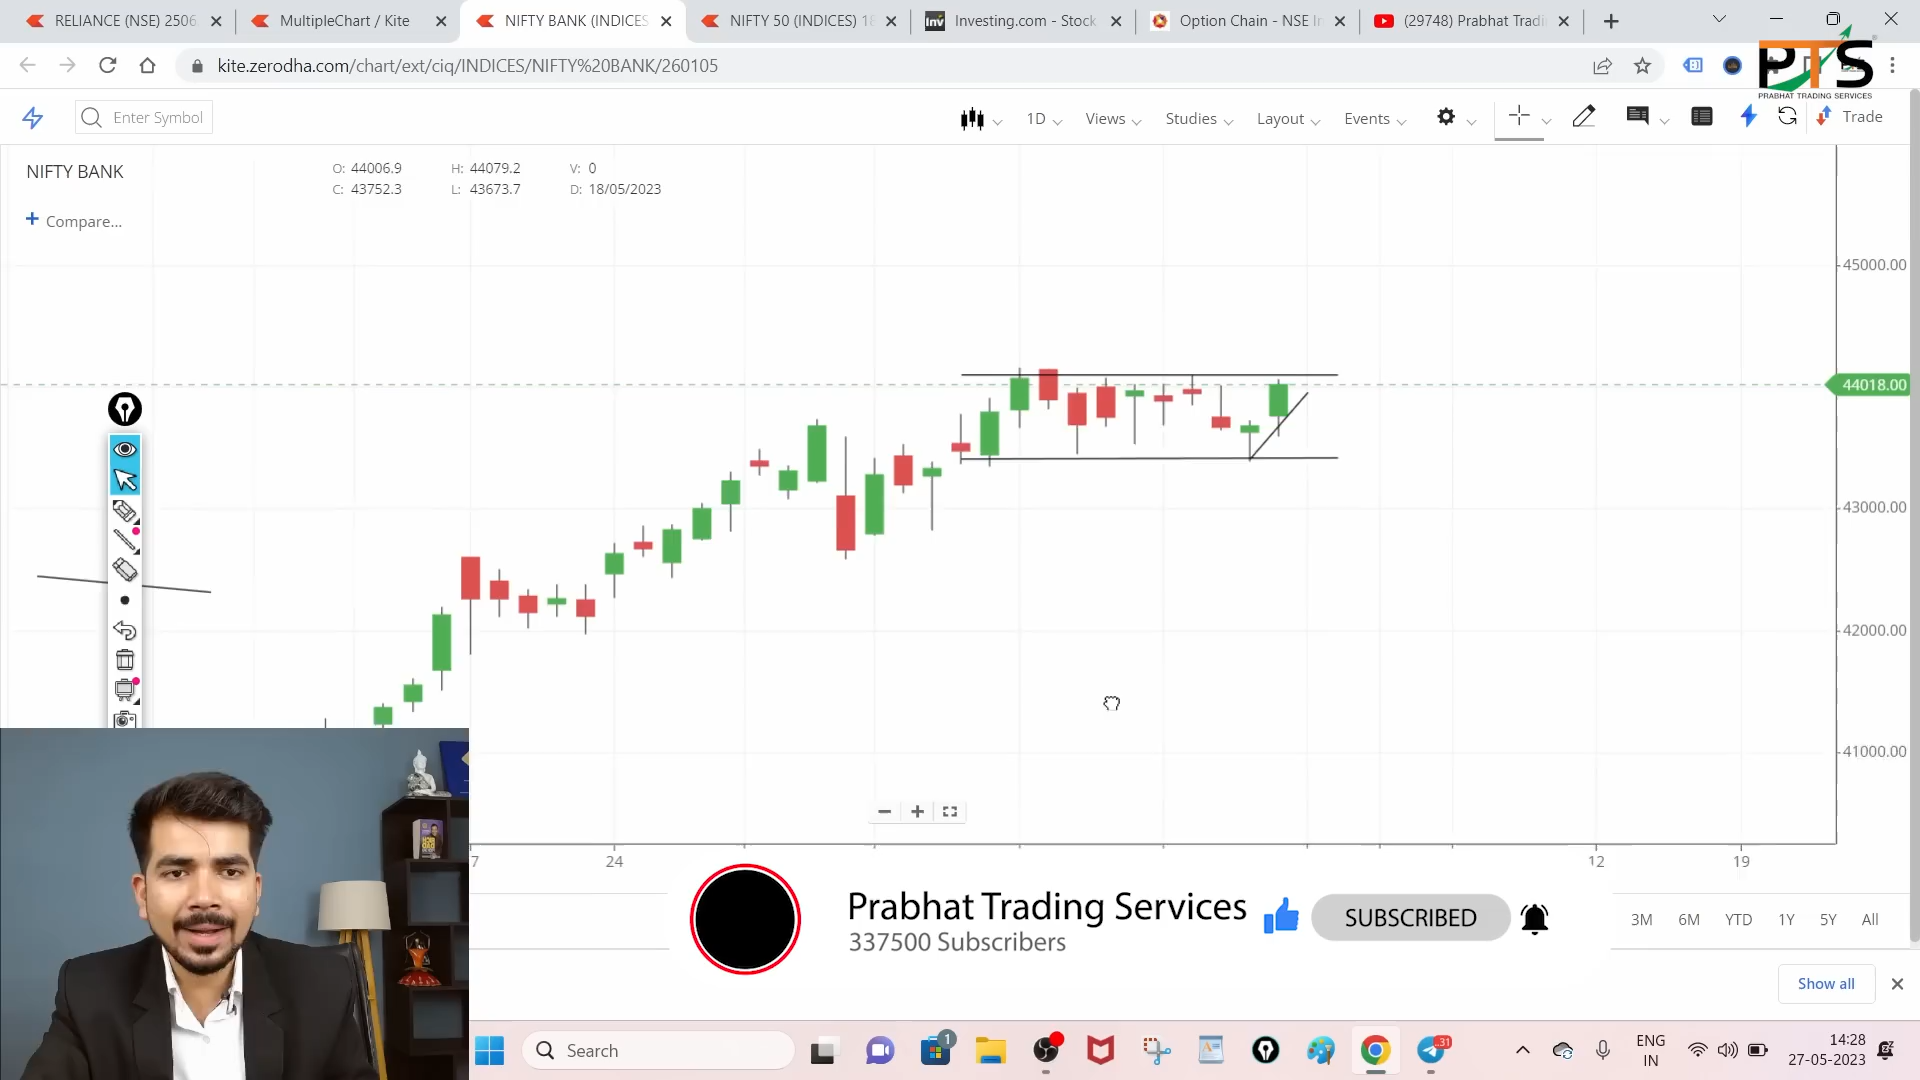 RELIANCE (NSE) 2506
MultipleChart / Kite
NIFTY BANK (INDICES
NIFTY 50 (INDICES) 18
Investing.com - Stock
Option Chain - NSE In
(29748) Prabhat Tradi
kite.zerodha.com/chart/ext/ciq/INDICES/NIFTY%20BANK/260105
PTS
PRABHAT TRADING SERVICES
Enter Symbol
1D
Views
Studies
Layout
Events
Trade
NIFTY BANK
O: 44006.9 H: 44079.2 V: 0
C: 43752.3 L: 43673.7 D: 18/05/2023
+ Compare...
45000.00
44018.00
43000.00
42000.00
41000.00
7 24 12 19
Prabhat Trading Services
337500 Subscribers
SUBSCRIBED
3M 6M YTD 1Y 5Y All
Show all
Search
1
31
ENG
IN
14:28
27-05-2023